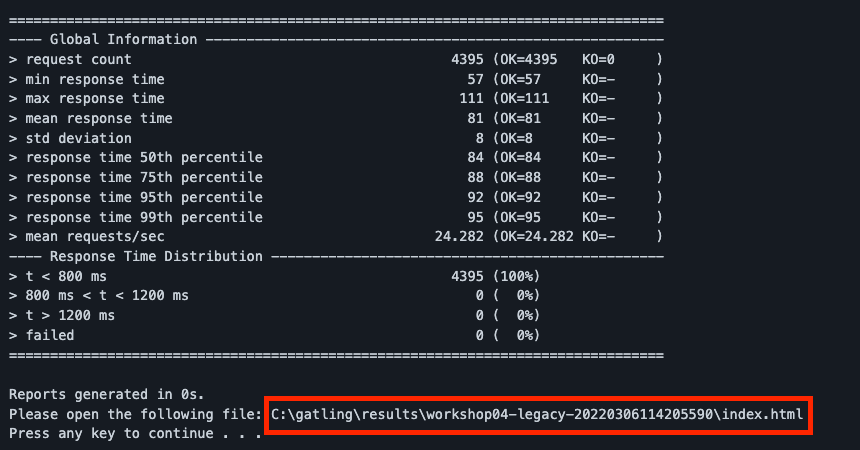 ================================================================================
---- Global Information --------------------------------------------------------
> request count                                       4395 (OK=4395   KO=0     )
> min response time                                     57 (OK=57     KO=-     )
> max response time                                    111 (OK=111    KO=-     )
> mean response time                                    81 (OK=81     KO=-     )
> std deviation                                          8 (OK=8      KO=-     )
> response time 50th percentile                         84 (OK=84     KO=-     )
> response time 75th percentile                         88 (OK=88     KO=-     )
> response time 95th percentile                         92 (OK=92     KO=-     )
> response time 99th percentile                         95 (OK=95     KO=-     )
> mean requests/sec                                 24.282 (OK=24.282 KO=-     )
---- Response Time Distribution ------------------------------------------------
> t < 800 ms                                          4395 (100%)
> 800 ms < t < 1200 ms                                   0 (  0%)
> t > 1200 ms                                            0 (  0%)
> failed                                                 0 (  0%)
================================================================================

Reports generated in 0s.
Please open the following file: C:\gatling\results\workshop04-legacy-20220306114205590\index.html
Press any key to continue . . .